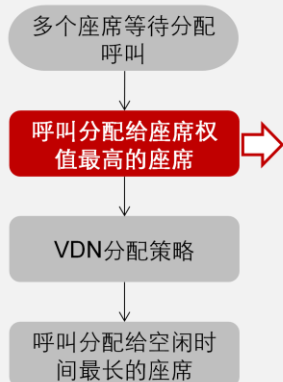 多个座席等待分配
呼叫
呼叫分配给座席权
值最高的座席
VDN分配策略
呼叫分配给空闲时
间最长的座席